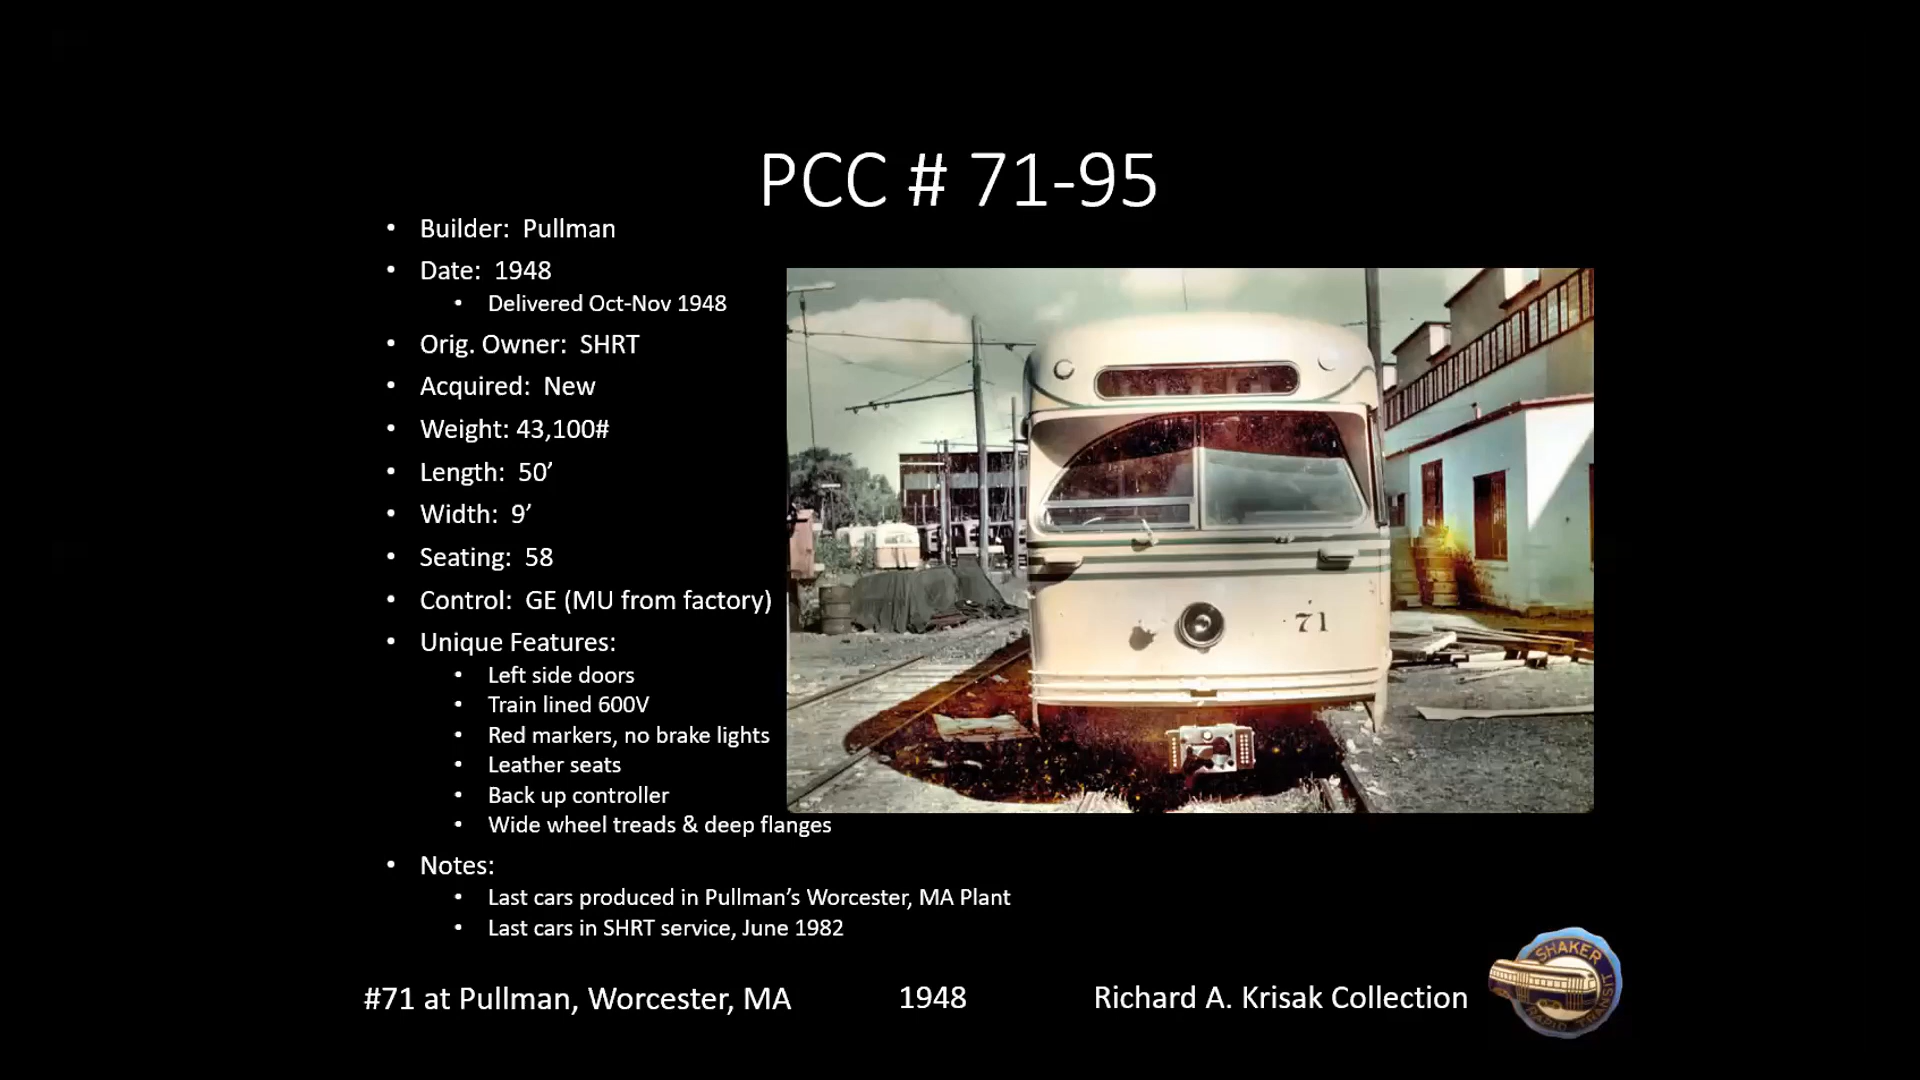 PCC # 71-95
• Builder:  Pullman
• Date:  1948
• Delivered Oct-Nov 1948
• Orig. Owner:  SHRT
• Acquired:  New
• Weight: 43,100#
• Length:  50’
• Width:  9’
• Seating:  58
• Control:  GE (MU from factory)
• Unique Features:
• Left side doors
• Train lined 600V
• Red markers, no brake lights
• Leather seats
• Back up controller
• Wide wheel treads & deep flanges
• Notes:
• Last cars produced in Pullman’s Worcester, MA Plant
• Last cars in SHRT service, June 1982
71
#71 at Pullman, Worcester, MA
1948
Richard A. Krisak Collection
SHAKER
RAPID TRANSIT